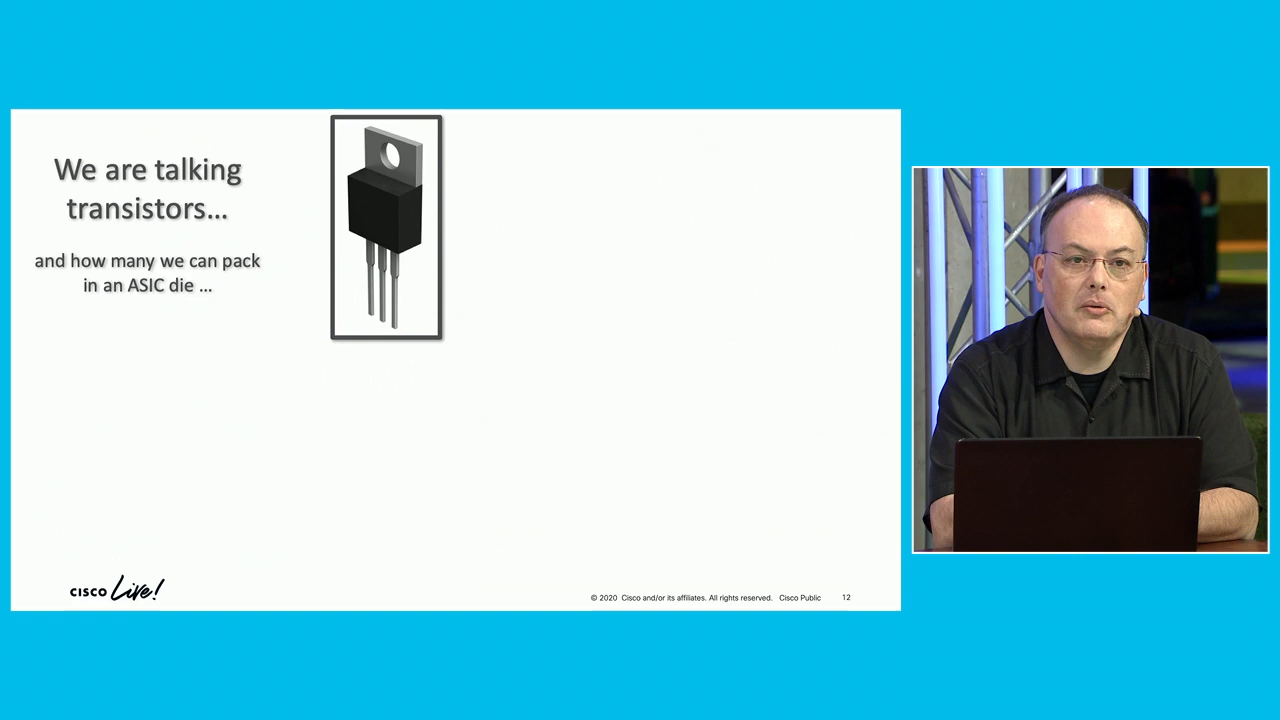 We are talking
transistors...
and how many we can pack
in an ASIC die ...
CISCO Live!
© 2020 Cisco and/or its affiliates. All rights reserved. Cisco Public 12